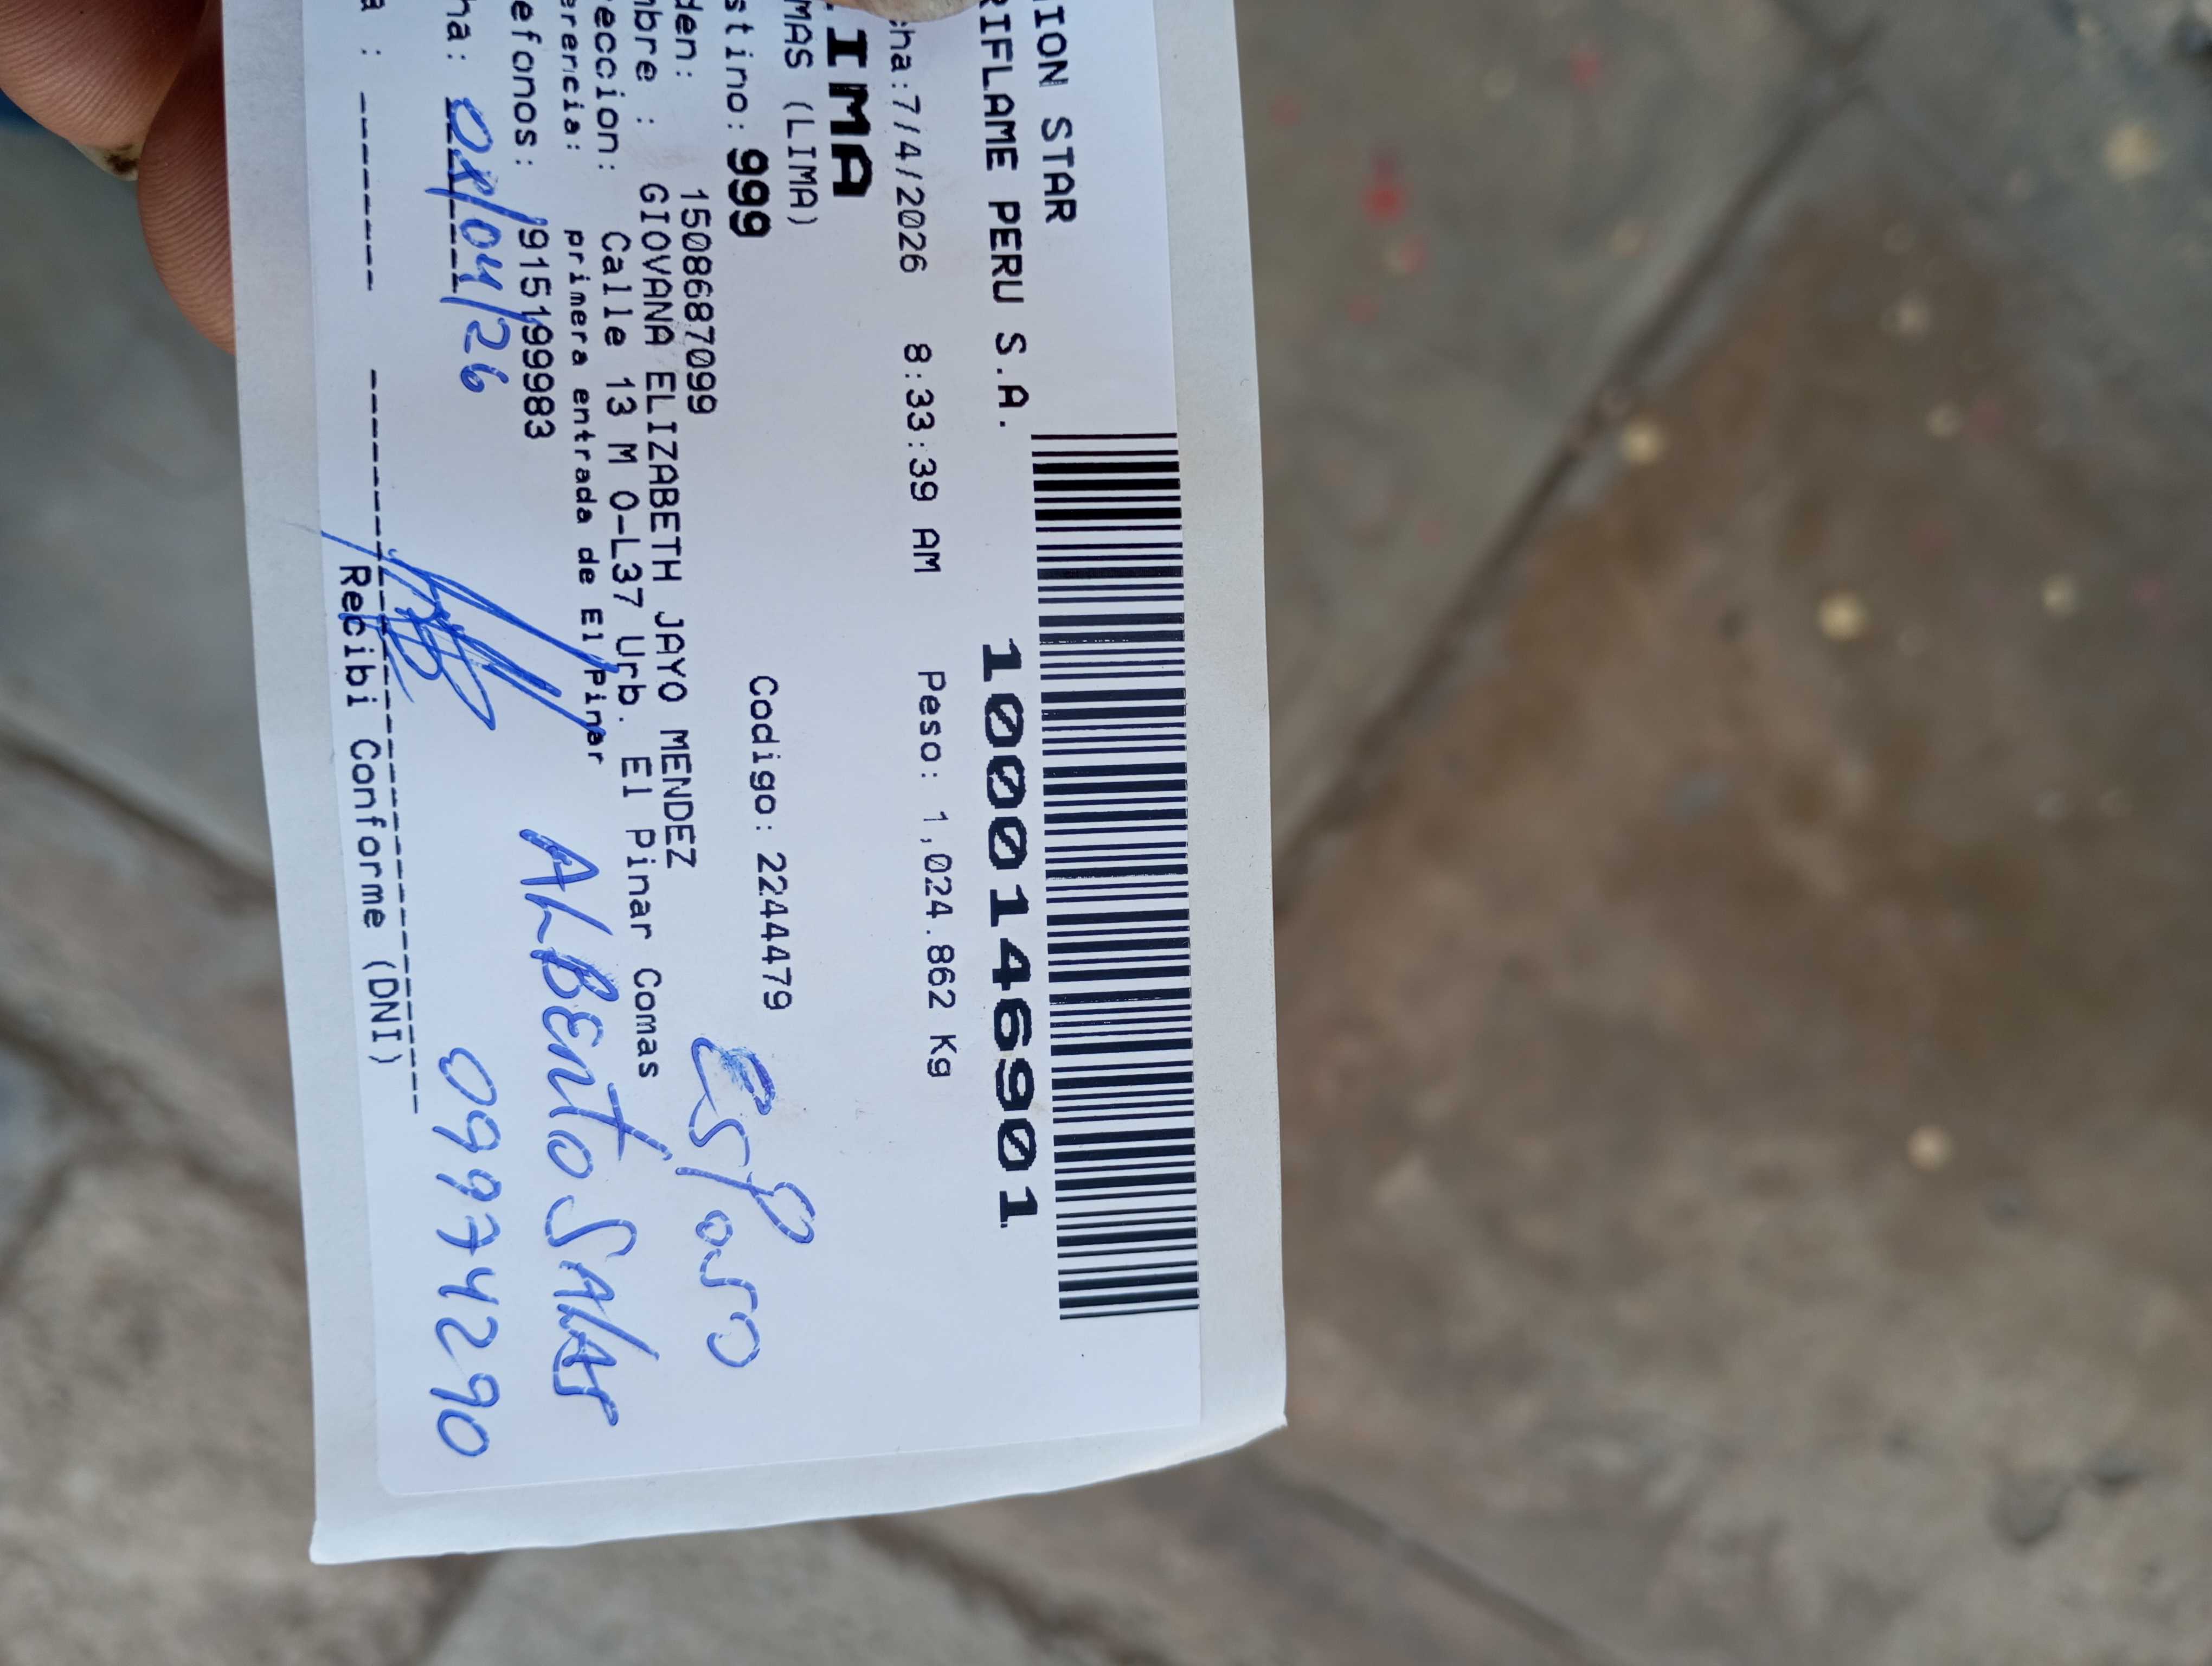 ION STAR
RIFLAME PERU S.A. 1000146901
cha:7/4/2026 8:33:39 AM Peso: 1,024.862 Kg
LIMA
MAS (LIMA)
stino: 999 Codigo: 2244479
den: 1508687099
mbre : GIOVANA ELIZABETH JAYO MENDEZ
eccion: Calle 13 M O-L37 Urb. El Pinar Comas
erencia: primera entrada de El Pinar
efonos: 915199983
Esposo
ALBERTO SALAS
ha: 08/04/26 09974290
a :
Recibi Conforme (DNI)